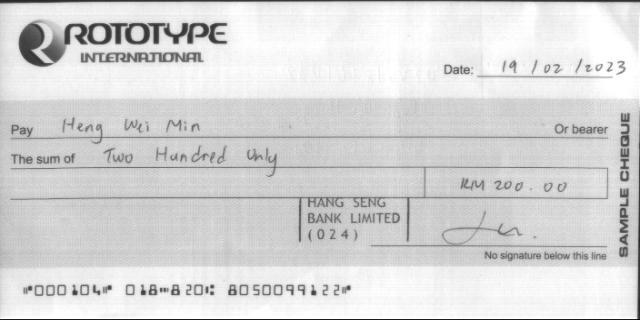 ROTOTYPE
INTERNATIONAL
Date: 19 / 02 / 2023
Pay Heng Wei Min Or bearer
The sum of Two Hundred Only
RM 200.00
HANG SENG
BANK LIMITED
(024)
No signature below this line
SAMPLE CHEQUE
⑈000104⑈ 018⑉820⑆ 8050099122⑈